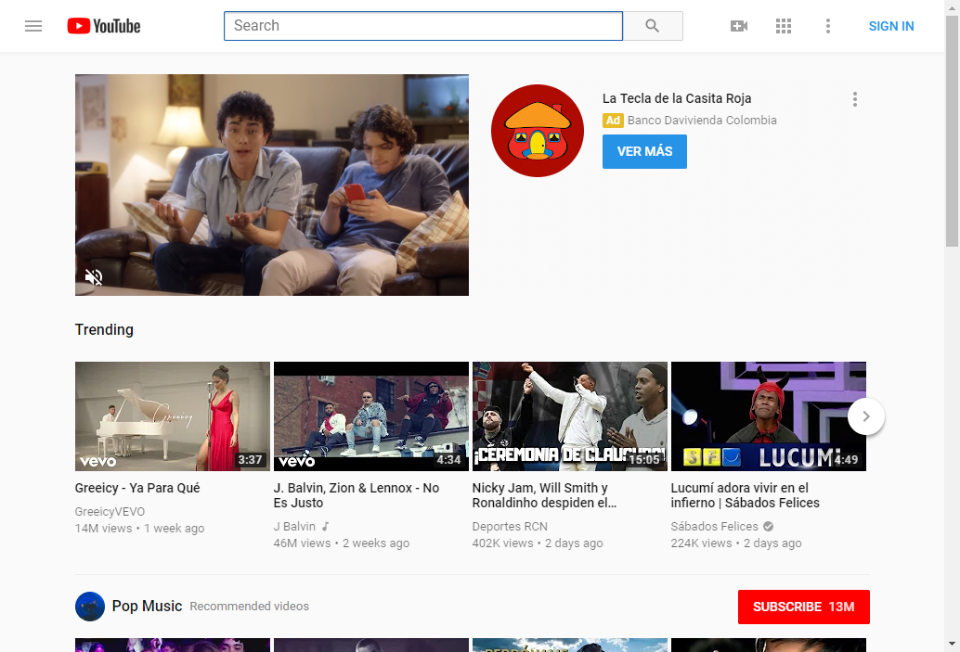 YouTube
Search
SIGN IN
La Tecla de la Casita Roja
Ad Banco Davivienda Colombia
VER MÁS
Trending
Greeicy
vevo
3:37
vevo
4:34
¡CEREMONIA DE CLAUSURA!
15:05
SFJ LUCUMÍ
4:49
Greeicy - Ya Para Qué
GreeicyVEVO
14M views • 1 week ago
J. Balvin, Zion & Lennox - No
Es Justo
J Balvin
46M views • 2 weeks ago
Nicky Jam, Will Smith y
Ronaldinho despiden el...
Deportes RCN
402K views • 2 days ago
Lucumí adora vivir en el
infierno | Sábados Felices
Sábados Felices
224K views • 2 days ago
Pop Music Recommended videos
SUBSCRIBE 13M